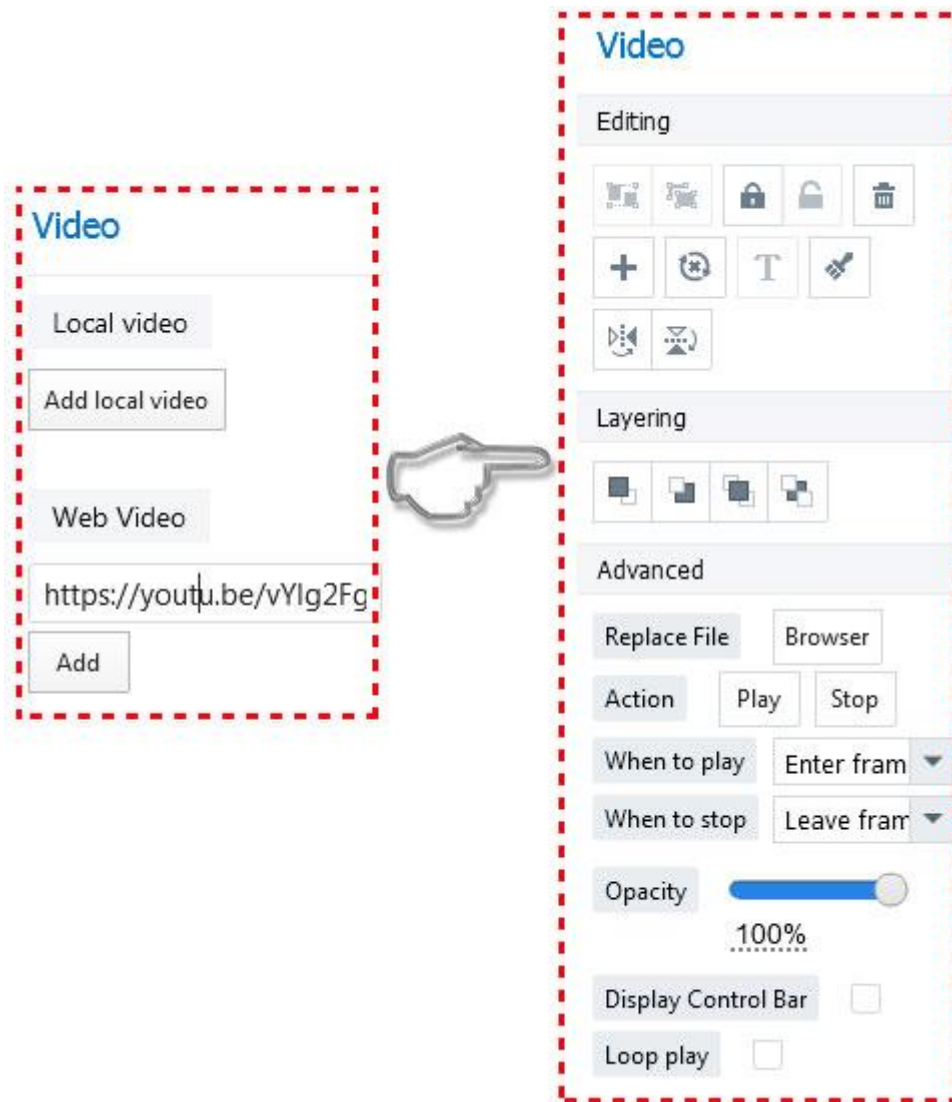 Video
Local video
Add local video
Web Video
https://youtu.be/vYIg2Fg
Add
Video
Editing
T
Layering
Advanced
Replace File Browser
Action Play Stop
When to play Enter fram
When to stop Leave fram
Opacity
100%
Display Control Bar
Loop play